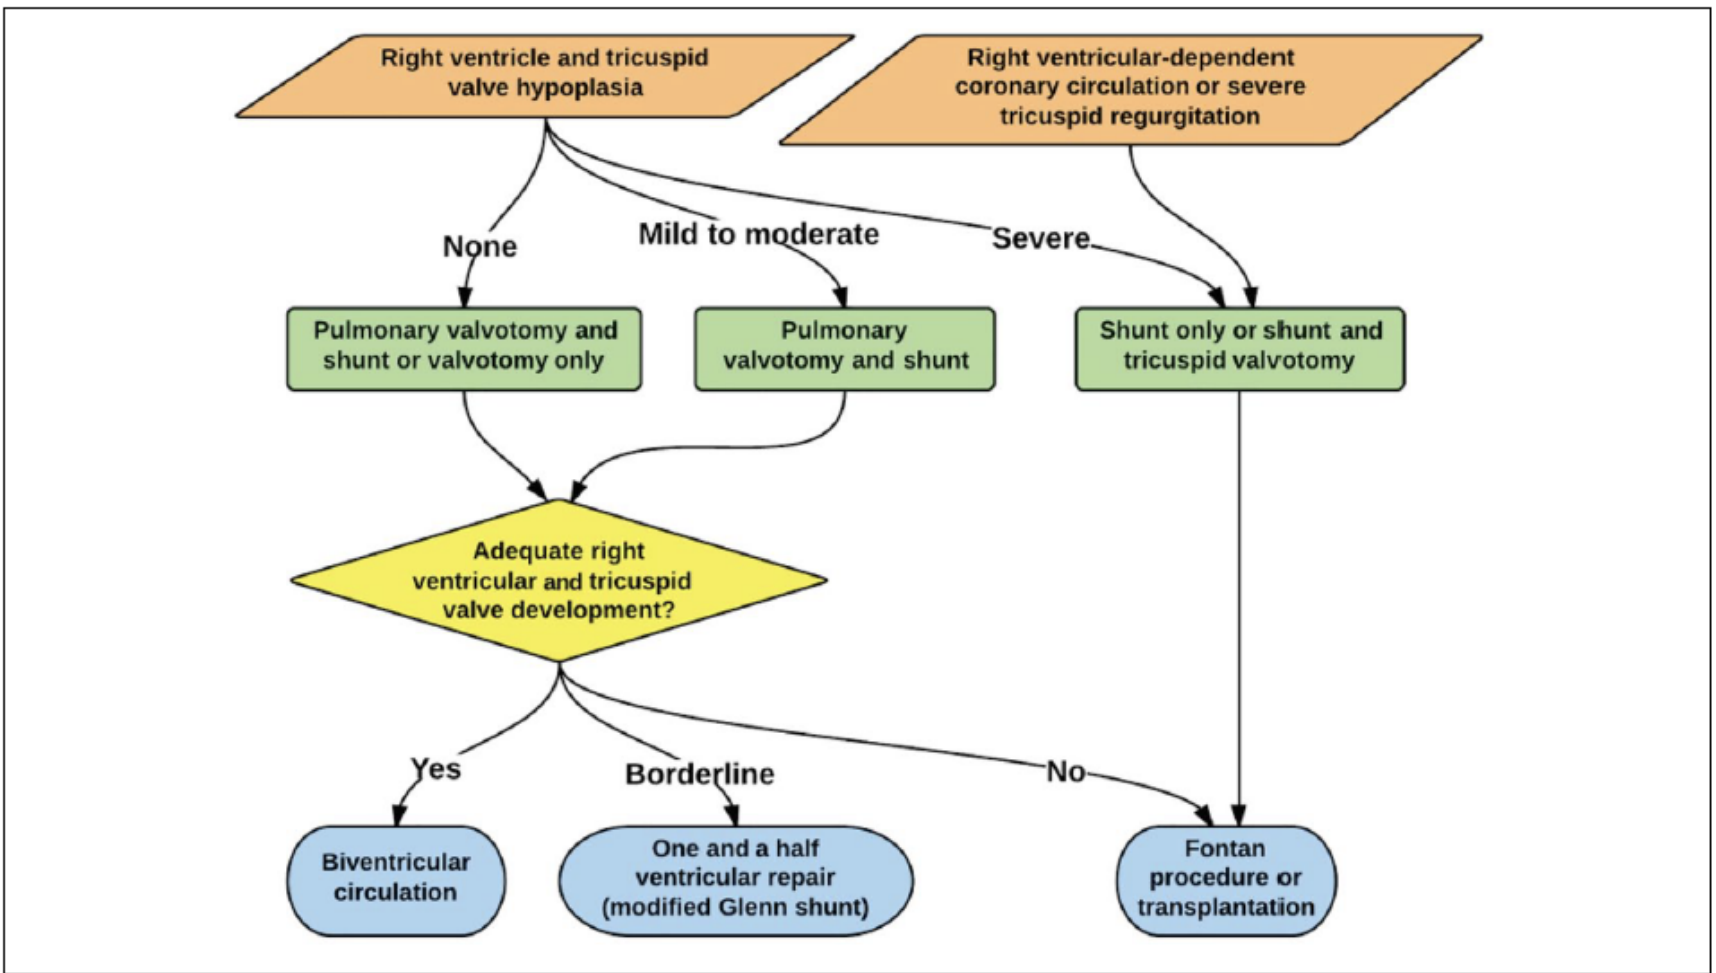 Right ventricle and tricuspid
valve hypoplasia
Right ventricular-dependent
coronary circulation or severe
tricuspid regurgitation
None
Mild to moderate
Severe
Pulmonary valvotomy and
shunt or valvotomy only
Pulmonary
valvotomy and shunt
Shunt only or shunt and
tricuspid valvotomy
Adequate right
ventricular and tricuspid
valve development?
Yes
Borderline
No
Biventricular
circulation
One and a half
ventricular repair
(modified Glenn shunt)
Fontan
procedure or
transplantation